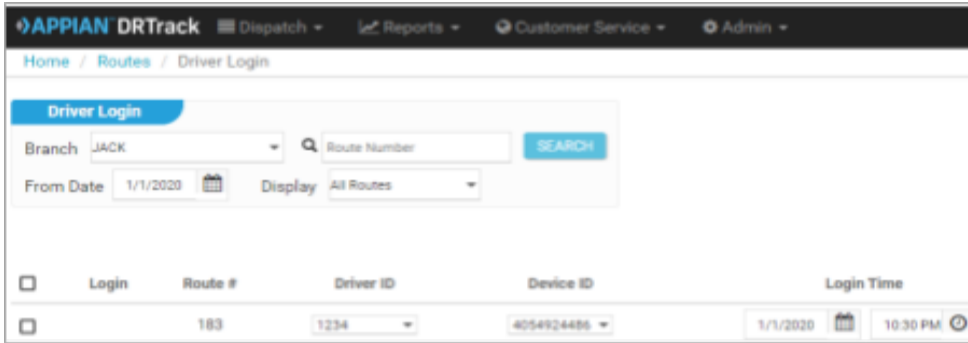 APPIAN DRTrack Dispatch Reports Customer Service Admin
Home / Routes / Driver Login
Driver Login
Branch JACK Route Number SEARCH
From Date 1/1/2020 Display All Routes
Login Route # Driver ID Device ID Login Time
183 1234 4054924486 1/1/2020 10:30 PM